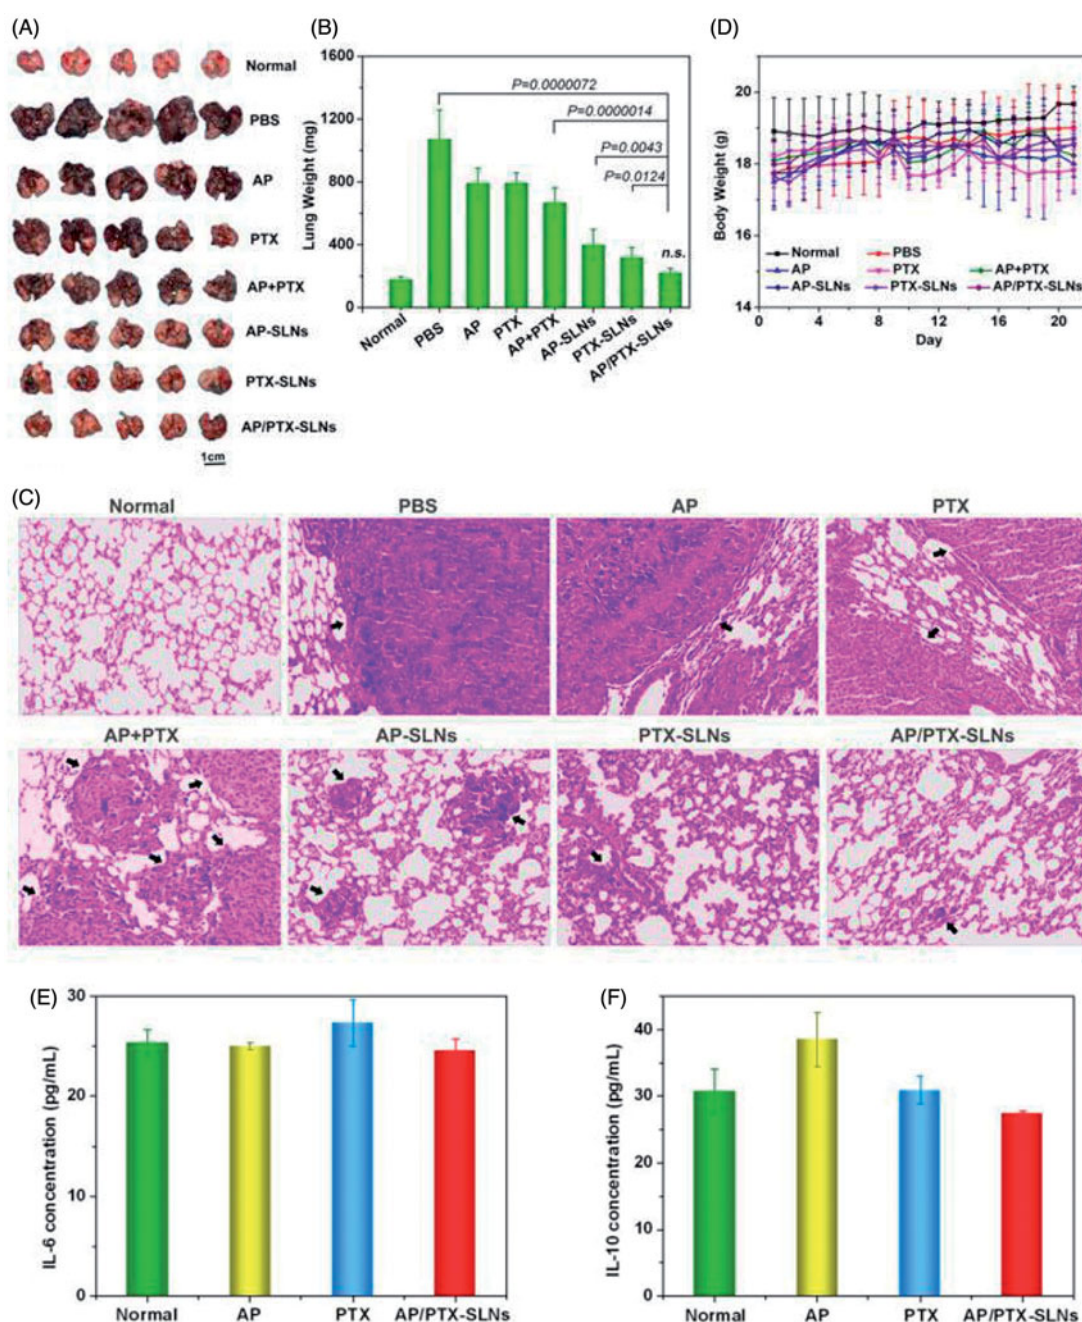 (A)
Normal
PBS
AP
PTX
AP+PTX
AP-SLNs
PTX-SLNs
AP/PTX-SLNs
1cm
(B)
Lung Weight (mg)
1600
1200
800
400
0
P=0.0000072
P=0.0000014
P=0.0043
P=0.0124
n.s.
Normal
PBS
AP
PTX
AP+PTX
AP-SLNs
PTX-SLNs
AP/PTX-SLNs
(D)
Body Weight (g)
20
18
16
14
Normal
PBS
AP
PTX
AP+PTX
AP-SLNs
PTX-SLNs
AP/PTX-SLNs
0 4 8 12 16 20
Day
(C)
Normal PBS AP PTX
AP+PTX AP-SLNs PTX-SLNs AP/PTX-SLNs
(E)
IL-6 concentration (pg/mL)
30
20
10
0
Normal AP PTX AP/PTX-SLNs
(F)
IL-10 concentration (pg/mL)
40
30
20
10
0
Normal AP PTX AP/PTX-SLNs